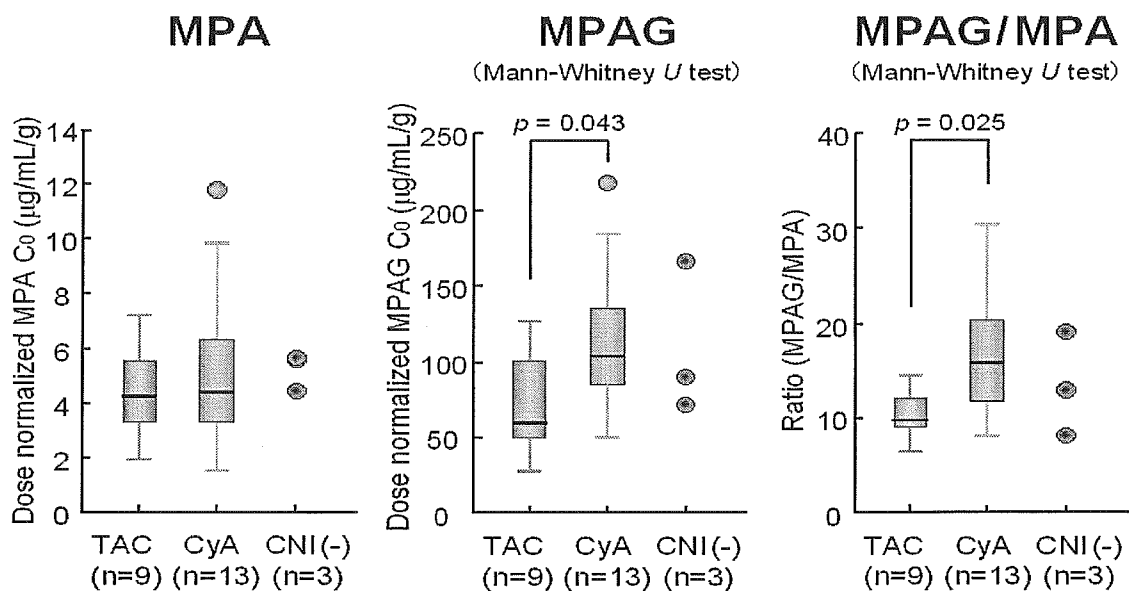 MPA
Dose normalized MPA C0 (μg/mL/g)
14
12
10
8
6
4
2
0
TAC CyA CNI(-)
(n=9) (n=13) (n=3)
MPAG
(Mann-Whitney U test)
p = 0.043
Dose normalized MPAG C0 (μg/mL/g)
250
200
150
100
50
0
TAC CyA CNI(-)
(n=9) (n=13) (n=3)
MPAG/MPA
(Mann-Whitney U test)
p = 0.025
Ratio (MPAG/MPA)
40
30
20
10
0
TAC CyA CNI(-)
(n=9) (n=13) (n=3)